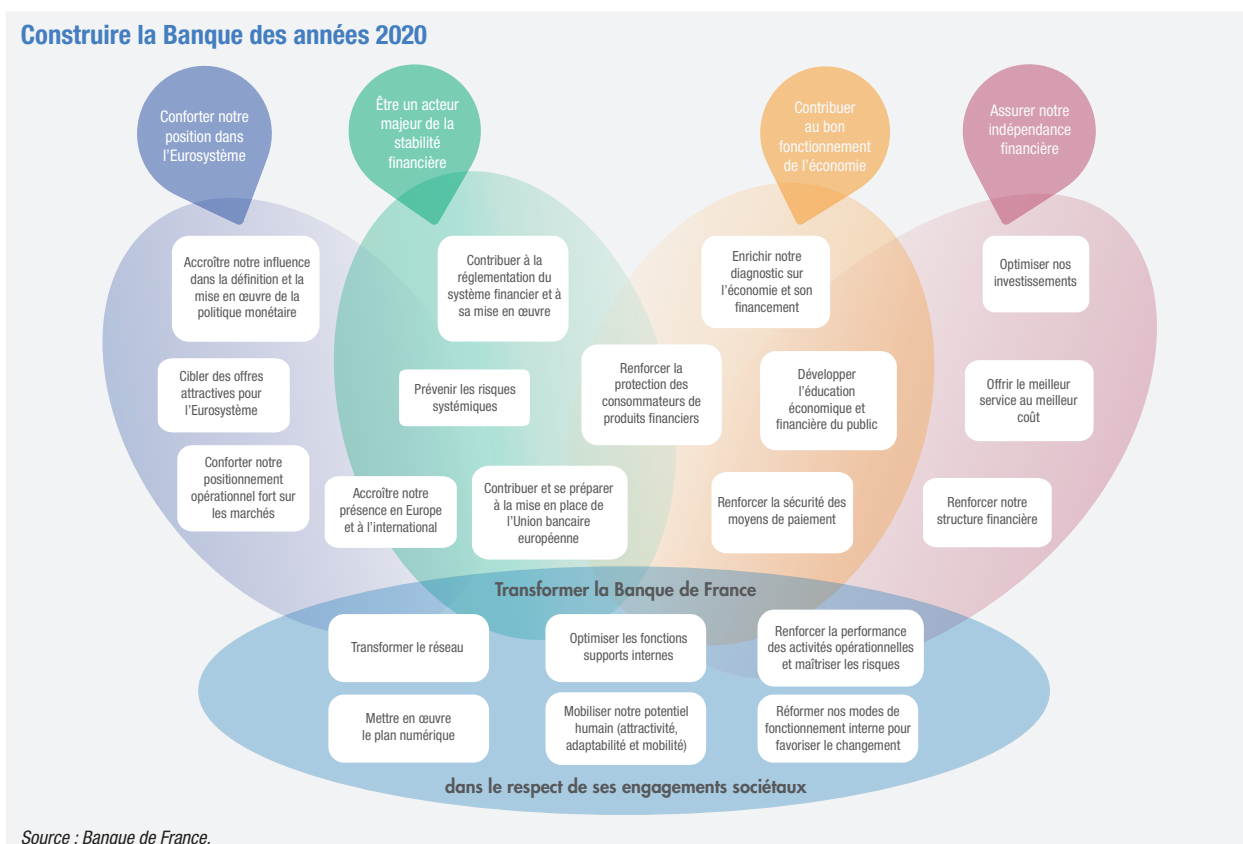 Construire la Banque des années 2020
Conforter notre
position dans
l'Eurosystème
Être un acteur
majeur de la
stabilité
financière
Contribuer
au bon
fonctionnement
de l'économie
Assurer notre
indépendance
financière
Accroître notre influence
dans la définition et la
mise en œuvre de la
politique monétaire
Contribuer à la
réglementation du
système financier et à
sa mise en œuvre
Enrichir notre
diagnostic sur
l'économie et son
financement
Optimiser nos
investissements
Cibler des offres
attractives pour
l'Eurosystème
Prévenir les risques
systémiques
Renforcer la
protection des
consommateurs de
produits financiers
Développer
l'éducation
économique et
financière du public
Offrir le meilleur
service au meilleur
coût
Conforter notre
positionnement
opérationnel fort sur
les marchés
Accroître notre
présence en Europe
et à l'international
Contribuer et se préparer
à la mise en place de
l'Union bancaire
européenne
Renforcer la sécurité des
moyens de paiement
Renforcer notre
structure financière
Transformer la Banque de France
Transformer le réseau
Optimiser les fonctions
supports internes
Renforcer la performance
des activités opérationnelles
et maîtriser les risques
Mettre en œuvre
le plan numérique
Mobiliser notre potentiel
humain (attractivité,
adaptabilité et mobilité)
Réformer nos modes de
fonctionnement interne pour
favoriser le changement
dans le respect de ses engagements sociétaux
Source : Banque de France.